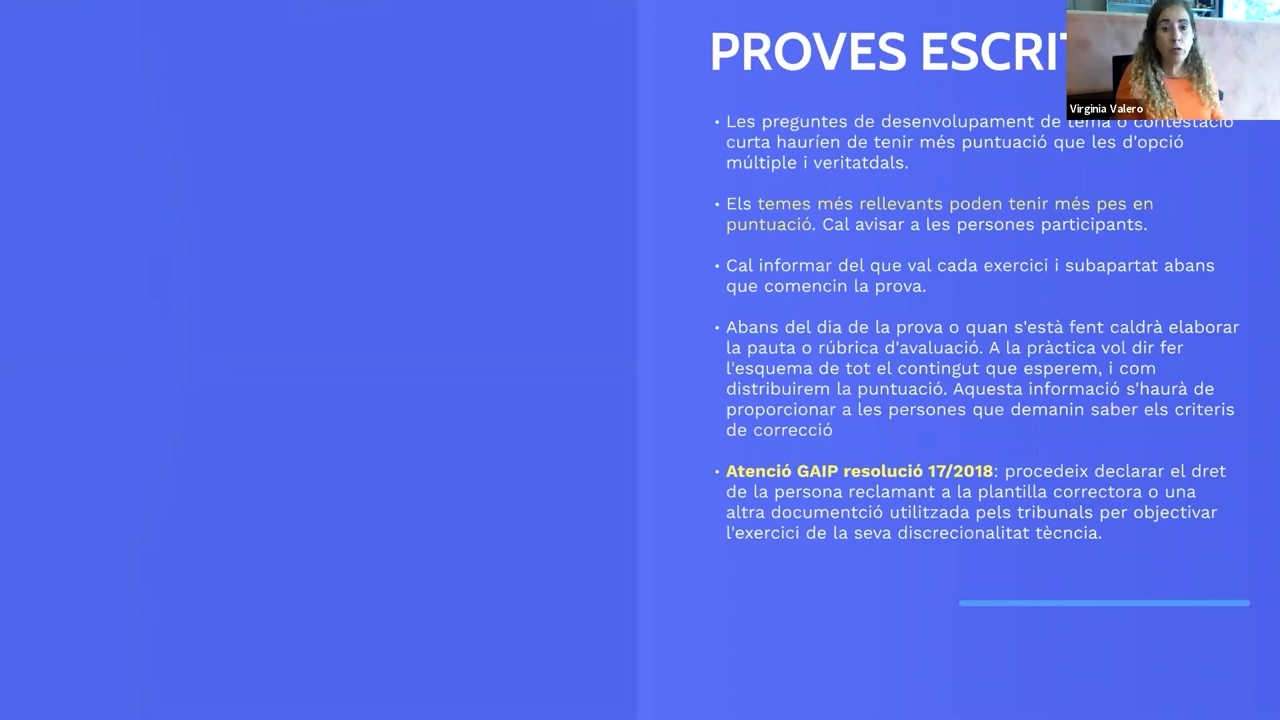 PROVES ESCRI
Virginia Valero
• Les preguntes de desenvolupament de tema o contestació
curta haurien de tenir més puntuació que les d'opció
múltiple i veritatdals.
• Els temes més rellevants poden tenir més pes en
puntuació. Cal avisar a les persones participants.
• Cal informar del que val cada exercici i subapartat abans
que comencin la prova.
• Abans del dia de la prova o quan s'està fent caldrà elaborar
la pauta o rúbrica d'avaluació. A la pràctica vol dir fer
l'esquema de tot el contingut que esperem, i com
distribuirem la puntuació. Aquesta informació s'haurà de
proporcionar a les persones que demanin saber els criteris
de correcció
• Atenció GAIP resolució 17/2018: procedeix declarar el dret
de la persona reclamant a la plantilla correctora o una
altra documentció utilitzada pels tribunals per objectivar
l'exercici de la seva discrecionalitat tècncia.